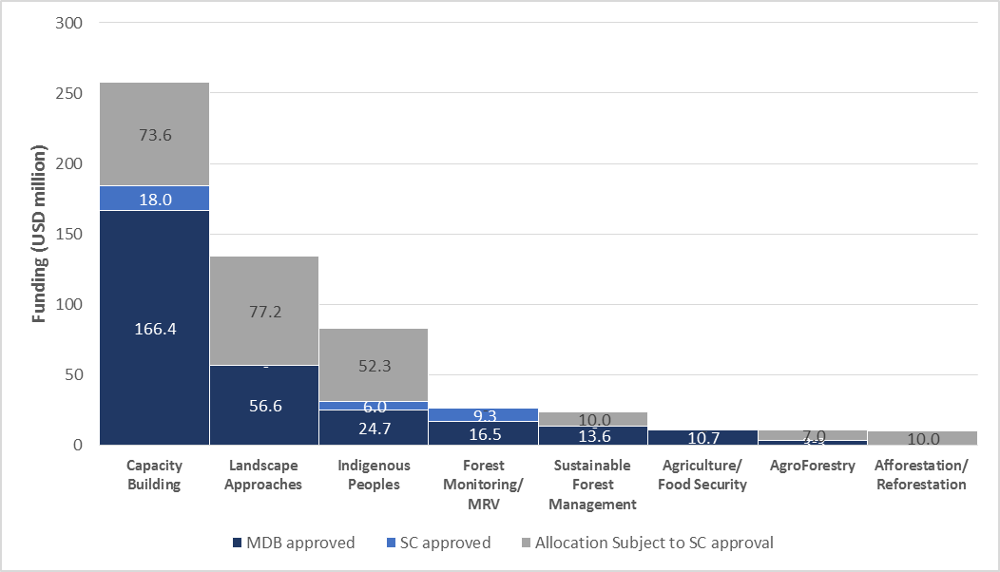 300
250
200
150
100
50
0
Funding (USD million)
73.6
18.0
166.4
77.2
-
56.6
52.3
6.0
24.7
9.3
16.5
10.0
-
13.6
10.7
7.0
10.0
Capacity
Building
Landscape
Approaches
Indigenous
Peoples
Forest
Monitoring/
MRV
Sustainable
Forest
Management
Agriculture/
Food Security
AgroForestry
Afforestation/
Reforestation
MDB approved
SC approved
Allocation Subject to SC approval